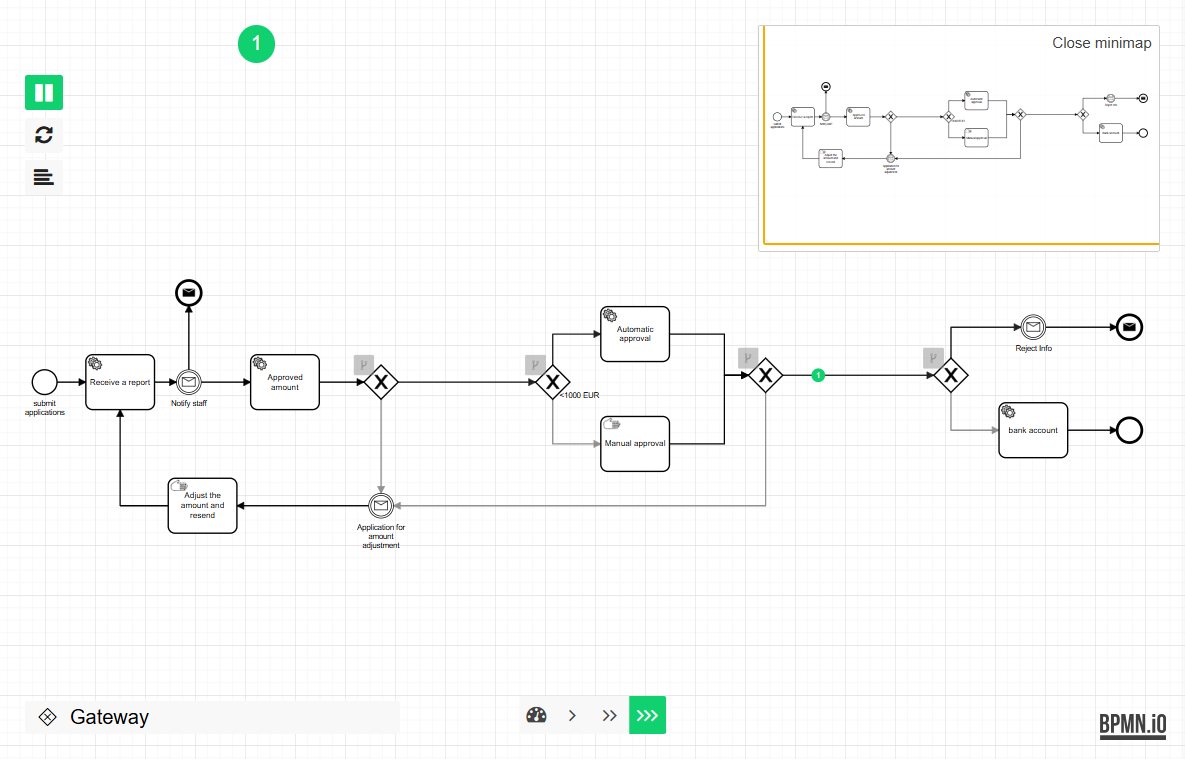 1
Close minimap
Automatic
approval
Receive a report
Approved
amount
Reject Info
submit
applications
Notify staff
<1000 EUR
1
Manual approval
bank account
Adjust the
amount and
resend
Application for
amount
adjustment
Gateway
BPMN.iO